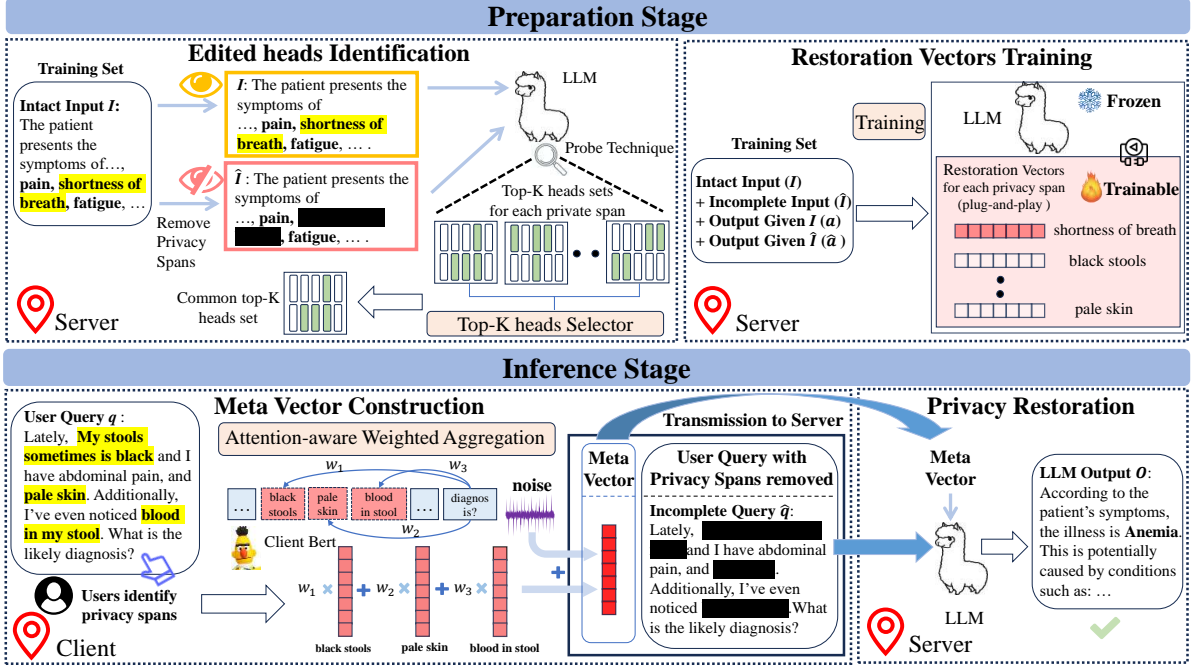 Preparation Stage
Edited heads Identification
Training Set
Intact Input I:
The patient
presents the
symptoms of…,
pain, shortness of
breath, fatigue, …
Remove
Privacy
Spans
I: The patient presents the
symptoms of
…, pain, shortness of
breath, fatigue, … .
Î : The patient presents the
symptoms of
…, pain,
, fatigue, … .
LLM
Probe Technique
Top-K heads sets
for each private span
Common top-K
heads set
Top-K heads Selector
Server
Restoration Vectors Training
Training
Training Set
Intact Input (I)
+ Incomplete Input (Î)
+ Output Given I (a)
+ Output Given Î (â )
LLM
Frozen
Restoration Vectors
for each privacy span
(plug-and-play )
Trainable
shortness of breath
black stools
pale skin
Server
Inference Stage
Meta Vector Construction
User Query q :
Lately, My stools
sometimes is black and I
have abdominal pain, and
pale skin. Additionally,
I've even noticed blood
in my stool. What is the
likely diagnosis?
Users identify
privacy spans
Client
Attention-aware Weighted Aggregation
w₁
w₃
… black stools pale skin blood in stool … diagnos is?
w₂
Client Bert
w₁ × + w₂ × + w₃ ×
black stools pale skin blood in stool
noise
+
Transmission to Server
Meta
Vector
User Query with
Privacy Spans removed
Incomplete Query q̂:
Lately,
and I have abdominal
pain, and .
Additionally, I've even
noticed .What
is the likely diagnosis?
Privacy Restoration
Meta
Vector
LLM
LLM Output O:
According to the
patient's symptoms,
the illness is Anemia.
This is potentially
caused by conditions
such as: …
Server